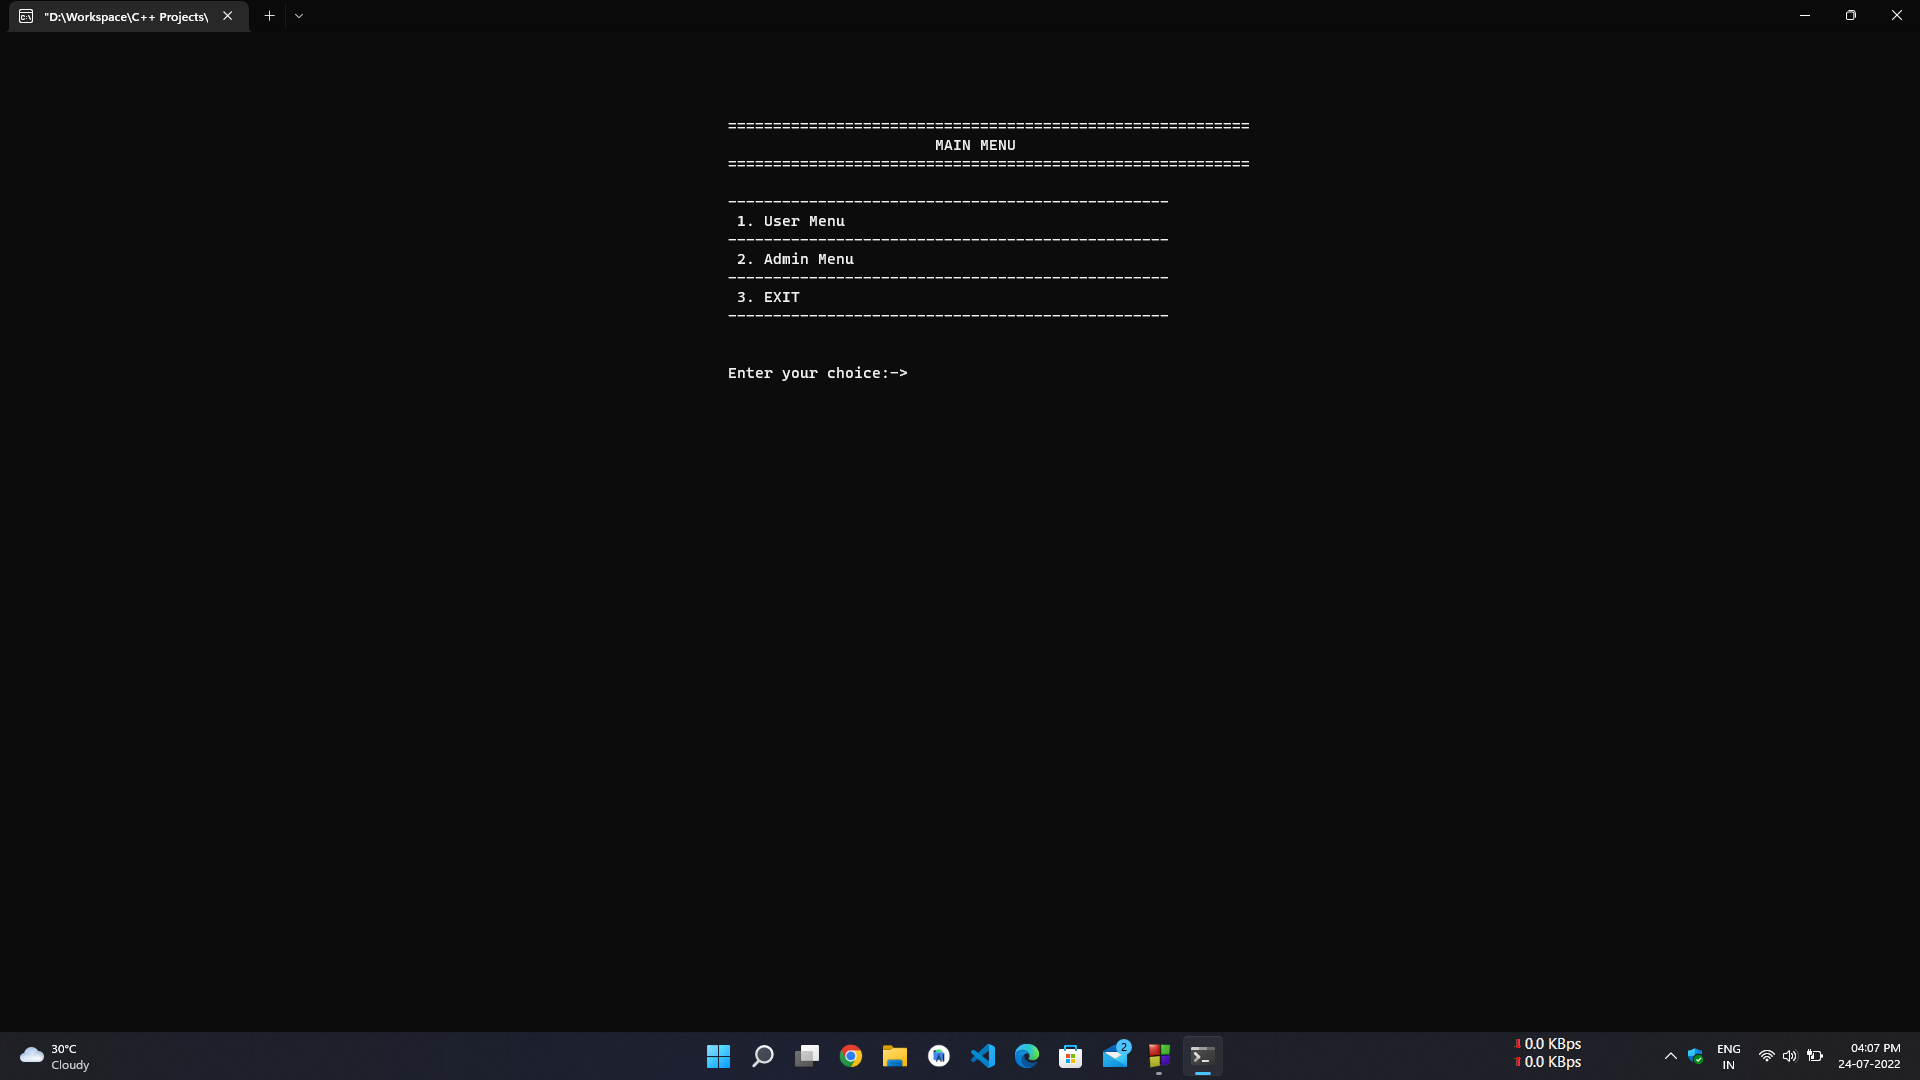 "D:\Workspace\C++ Projects\
==========================================================
MAIN MENU
==========================================================
-------------------------------------------------
1. User Menu
-------------------------------------------------
2. Admin Menu
-------------------------------------------------
3. EXIT
-------------------------------------------------
Enter your choice:->
30°C
Cloudy
AI
2
0.0 KBps
0.0 KBps
ENG
IN
04:07 PM
24-07-2022